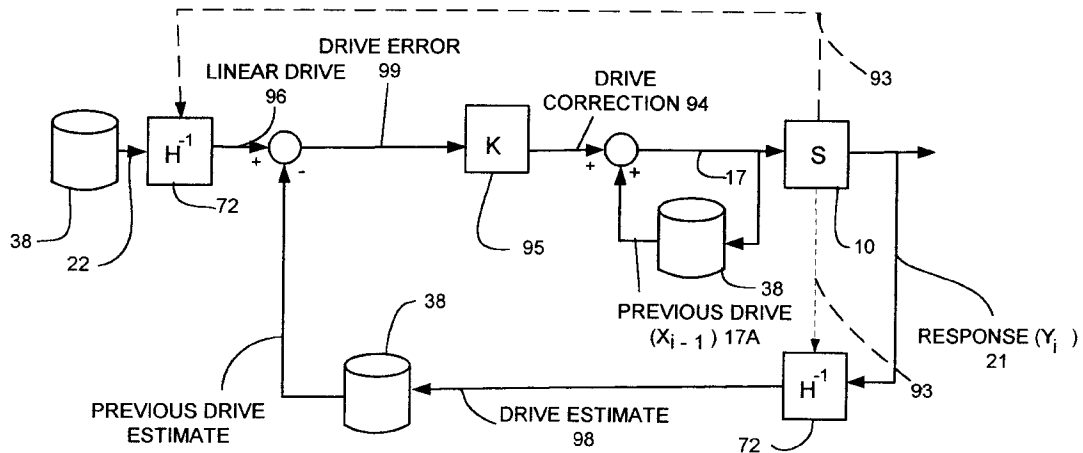 93
DRIVE ERROR
99
LINEAR DRIVE
96
DRIVE
CORRECTION 94
38
22
H-1
72
+
-
K
95
+
+
17
S
10
38
PREVIOUS DRIVE
(Xi - 1) 17A
RESPONSE (Yi )
21
93
38
PREVIOUS DRIVE
ESTIMATE
DRIVE ESTIMATE
98
H-1
72